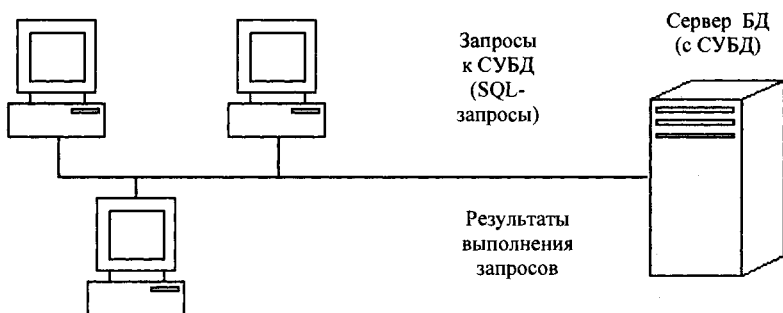 Запросы
к СУБД
(SQL-
запросы)
Сервер БД
(с СУБД)
Результаты
выполнения
запросов